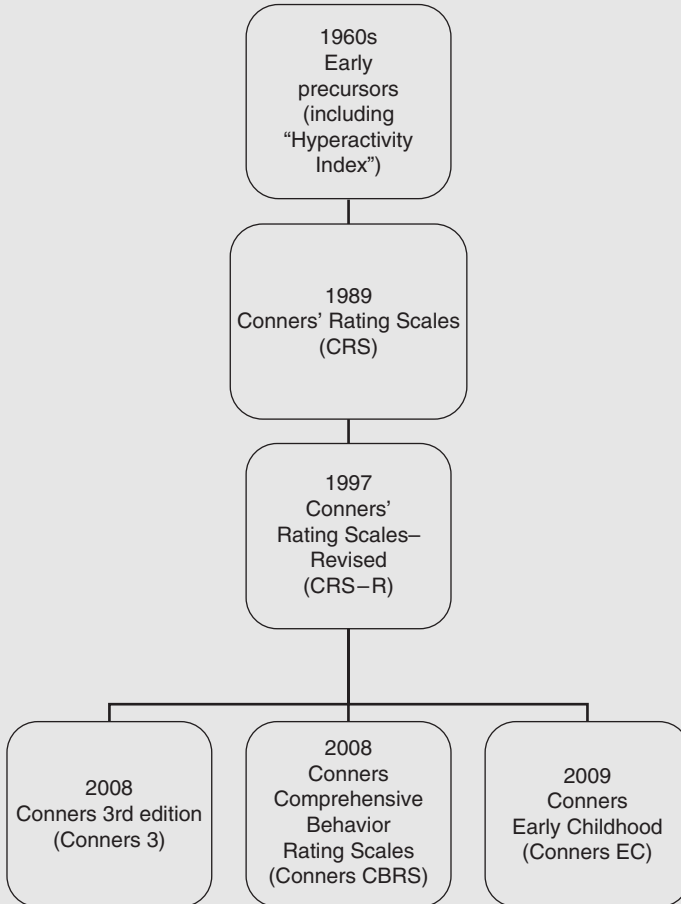 1960s
Early
precursors
(including
“Hyperactivity
Index”)
1989
Conners’ Rating Scales
(CRS)
1997
Conners’
Rating Scales–
Revised
(CRS–R)
2008
Conners 3rd edition
(Conners 3)
2008
Conners
Comprehensive
Behavior
Rating Scales
(Conners CBRS)
2009
Conners
Early Childhood
(Conners EC)